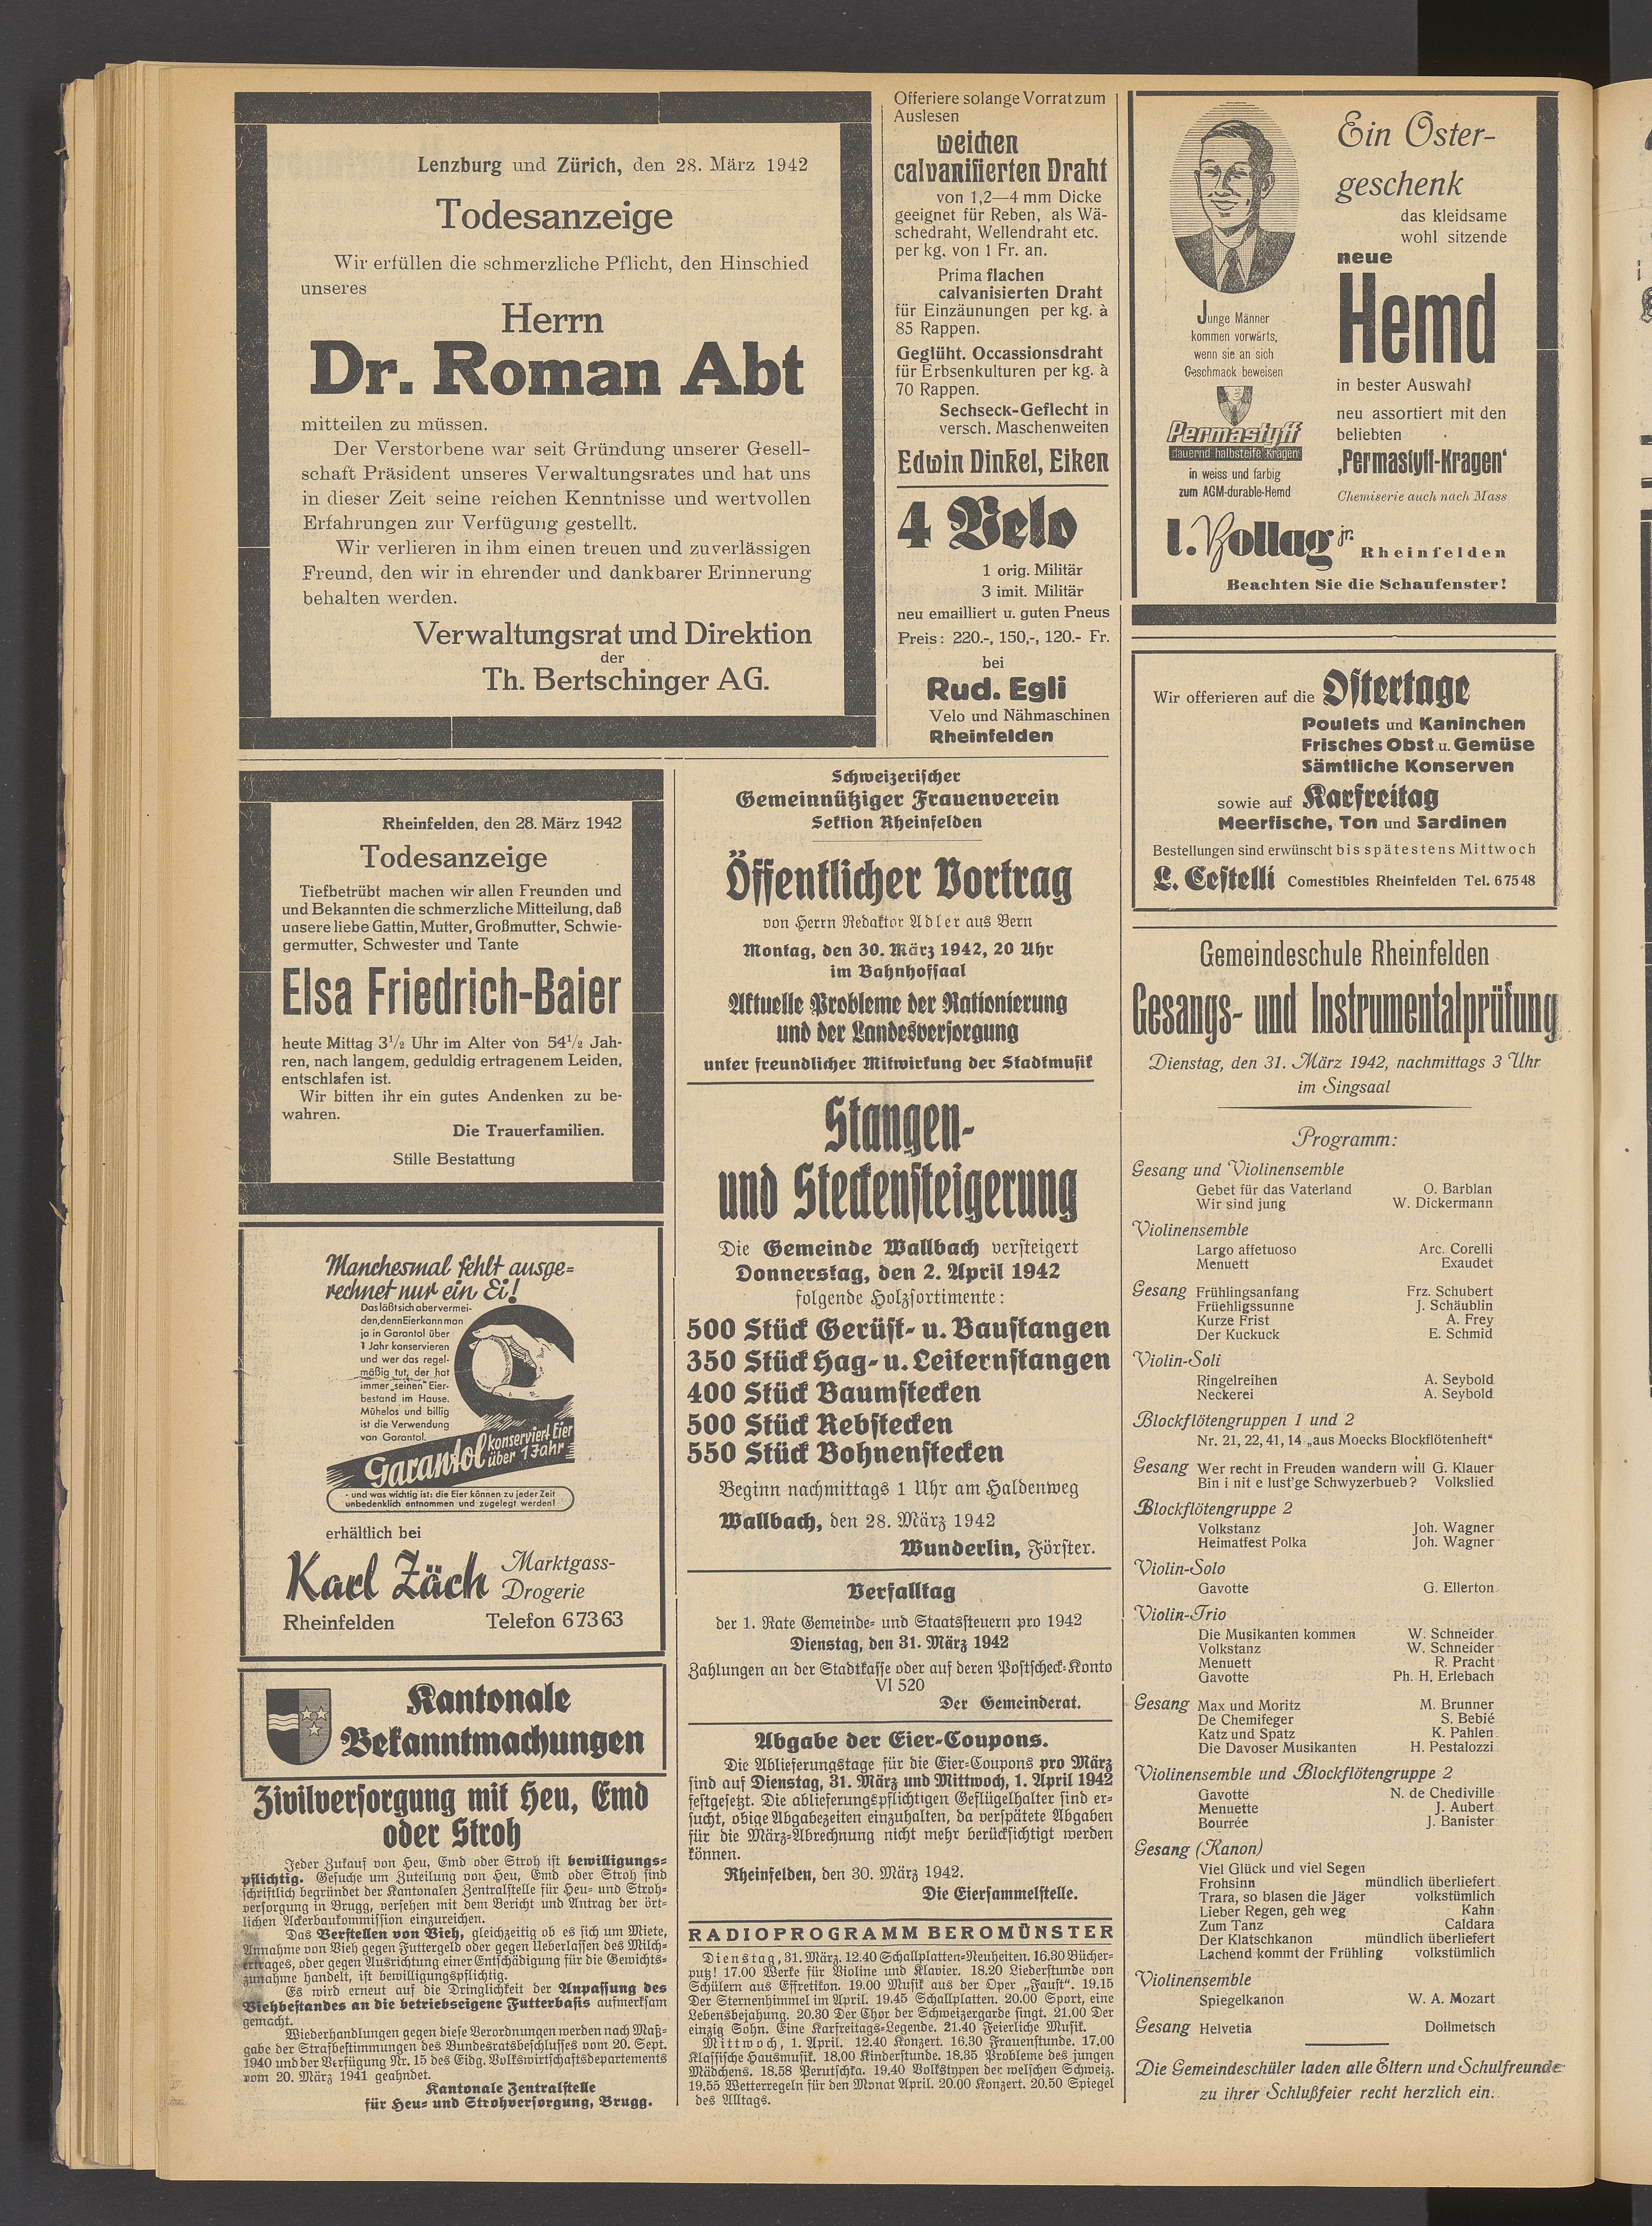 Lenzburg und Zürich, den 28. März 1942
Todesanzeige
Wir erfüllen die schmerzliche Pflicht, den Hinschied
unseres
Herrn
Dr. Roman Abt
mitteilen zu müssen.
Der Verstorbene war seit Gründung unserer Gesell-
schaft Präsident unseres Verwaltungsrates und hat uns
in dieser Zeit seine reichen Kenntnisse und wertvollen
Erfahrungen zur Verfügung gestellt.
Wir verlieren in ihm einen treuen und zuverlässigen
Freund, den wir in ehrender und dankbarer Erinnerung
behalten werden.
Verwaltungsrat und Direktion
der
Th. Bertschinger AG.
Offeriere solange Vorrat zum
Auslesen
weichen
calvanisierten Draht
von 1,2—4 mm Dicke
geeignet für Reben, als Wä-
schedraht, Wellendraht etc.
per kg. von 1 Fr. an.
Prima flachen
calvanisierten Draht
für Einzäunungen per kg. à
85 Rappen.
Geglüht. Occassionsdraht
für Erbsenkulturen per kg. à
70 Rappen.
Sechseck-Geflecht in
versch. Maschenweiten
Edwin Dinkel, Eiken
4 Velo
1 orig. Militär
3 imit. Militär
neu emailliert u. guten Pneus
Preis: 220.-, 150,-, 120.- Fr.
bei
Rud. Egli
Velo und Nähmaschinen
Rheinfelden
Ein Oster-
geschenk
das kleidsame
wohl sitzende
neue
Hemd
in bester Auswahl
neu assortiert mit den
beliebten
„Permastyff-Kragen‘
Chemiserie auch nach Mass
Junge Männer
kommen vorwärts,
wenn sie an sich
Geschmack beweisen
Permastyff
dauernd halbsteife Kragen
in weiss und farbig
zum AGM-durable-Hemd
l. Bollag jr. Rheinfelden
Beachten Sie die Schaufenster!
Wir offerieren auf die Ostertage
Poulets und Kaninchen
Frisches Obst u. Gemüse
Sämtliche Konserven
sowie auf Karfreitag
Meerfische, Ton und Sardinen
Bestellungen sind erwünscht bis spätestens Mittwoch
L. Cestelli Comestibles Rheinfelden Tel. 6 75 48
Rheinfelden, den 28. März 1942
Todesanzeige
Tiefbetrübt machen wir allen Freunden und
und Bekannten die schmerzliche Mitteilung, daß
unsere liebe Gattin, Mutter, Großmutter, Schwie-
germutter, Schwester und Tante
Elsa Friedrich-Baier
heute Mittag 3½ Uhr im Alter von 54½ Jah-
ren, nach langem, geduldig ertragenem Leiden,
entschlafen ist.
Wir bitten ihr ein gutes Andenken zu be-
wahren.
Die Trauerfamilien.
Stille Bestattung
Manchesmal fehlt ausge=
rechnet nur ein Ei!
Das läßt sich aber vermei-
den, denn Eier kann man
ja in Garantol über
1 Jahr konservieren
und wer das regel-
mäßig tut, der hat
immer „seinen“ Eier-
bestand im Hause.
Mühelos und billig
ist die Verwendung
von Garantol.
Garantol konserviert Eier
über 1 Jahr
- und was wichtig ist: die Eier können zu jeder Zeit
unbedenklich entnommen und zugelegt werden!
erhältlich bei
Karl Zäch Marktgass-
Drogerie
Rheinfelden Telefon 6 73 63
Kantonale
Bekanntmachungen
Zivilversorgung mit Heu, Emd
oder Stroh
Jeder Zukauf von Heu, Emd oder Stroh ist bewilligungs=
pflichtig. Gesuche um Zuteilung von Heu, Emd oder Stroh sind
schriftlich begründet der Kantonalen Zentralstelle für Heu= und Stroh=
versorgung in Brugg, versehen mit dem Bericht und Antrag der ört=
lichen Ackerbaukommission einzureichen.
Das Verstellen von Vieh, gleichzeitig ob es sich um Miete,
Annahme von Vieh gegen Futtergeld oder gegen Ueberlassen des Milch=
ertrages, oder gegen Ausrichtung einer Entschädigung für die Gewichts=
zunahme handelt, ist bewilligungspflichtig.
Es wird erneut auf die Dringlichkeit der Anpassung des
Viehbestandes an die betriebseigene Futterbasis aufmerksam
gemacht.
Wiederhandlungen gegen diese Verordnungen werden nach Maß=
gabe der Strafbestimmungen des Bundesratsbeschlusses vom 20. Sept.
1940 und der Verfügung Nr. 15 des Eidg. Volkswirtschaftsdepartements
vom 20. März 1941 geahndet.
Kantonale Zentralstelle
für Heu= und Strohversorgung, Brugg.
Schweizerischer
Gemeinnütziger Frauenverein
Sektion Rheinfelden
Öffentlicher Vortrag
von Herrn Redaktor Adler aus Bern
Montag, den 30. März 1942, 20 Uhr
im Bahnhofsaal
Aktuelle Probleme der Rationierung
und der Landesversorgung
unter freundlicher Mitwirkung der Stadtmusik
Stangen-
und Steckensteigerung
Die Gemeinde Wallbach versteigert
Donnerstag, den 2. April 1942
folgende Holzsortimente:
500 Stück Gerüst- u. Baustangen
350 Stück Hag- u. Leiternstangen
400 Stück Baumstecken
500 Stück Rebstecken
550 Stück Bohnenstecken
Beginn nachmittags 1 Uhr am Haldenweg
Wallbach, den 28. März 1942
Wunderlin, Förster.
Verfalltag
der 1. Rate Gemeinde= und Staatssteuern pro 1942
Dienstag, den 31. März 1942
Zahlungen an der Stadtkasse oder auf deren Postscheck=Konto
VI 520
Der Gemeinderat.
Abgabe der Eier-Coupons.
Die Ablieferungstage für die Eier-Coupons pro März
sind auf Dienstag, 31. März und Mittwoch, 1. April 1942
festgesetzt. Die ablieferungspflichtigen Geflügelhalter sind er=
sucht, obige Abgabezeiten einzuhalten, da verspätete Abgaben
für die März=Abrechnung nicht mehr berücksichtigt werden
können.
Rheinfelden, den 30. März 1942.
Die Eiersammelstelle.
RADIOPROGRAMM BEROMÜNSTER
Dienstag, 31. März. 12.40 Schallplatten=Neuheiten. 16.30 Bücher=
putz! 17.00 Werke für Violine und Klavier. 18.20 Liederstunde von
Schülern aus Effretikon. 19.00 Musik aus der Oper „Faust“. 19.15
Der Sternenhimmel im April. 19.45 Schallplatten. 20.00 Sport, eine
Lebensbejahung. 20.30 Der Chor der Schweizergarde singt. 21.00 Der
einzig Sohn. Eine Karfreitags=Legende. 21.40 Feierliche Musik.
Mittwoch, 1. April. 12.40 Konzert. 16.30 Frauenstunde. 17.00
Klassische Hausmusik. 18.00 Kinderstunde. 18.35 Probleme des jungen
Mädchens. 18.58 Perutschta. 19.40 Volkstypen der welschen Schweiz.
19.55 Wetterregeln für den Monat April. 20.00 Konzert. 20.50 Spiegel
des Alltags.
Gemeindeschule Rheinfelden
Gesangs- und Instrumentalprüfung
Dienstag, den 31. März 1942, nachmittags 3 Uhr
im Singsaal
Programm:
Gesang und Violinensemble
Gebet für das Vaterland O. Barblan
Wir sind jung W. Dickermann
Violinensemble
Largo affetuoso Arc. Corelli
Menuett Exaudet
Gesang Frühlingsanfang Frz. Schubert
Früehligssunne J. Schäublin
Kurze Frist A. Frey
Der Kuckuck E. Schmid
Violin-Soli
Ringelreihen A. Seybold
Neckerei A. Seybold
Blockflötengruppen 1 und 2
Nr. 21, 22, 41, 14 „aus Moecks Blockflötenheft“
Gesang Wer recht in Freuden wandern will G. Klauer
Bin i nit e lust'ge Schwyzerbueb? Volkslied
Blockflötengruppe 2
Volkstanz Joh. Wagner
Heimatfest Polka Joh. Wagner
Violin-Solo
Gavotte G. Ellerton
Violin-Trio
Die Musikanten kommen W. Schneider
Volkstanz W. Schneider
Menuett R. Pracht
Gavotte Ph. H. Erlebach
Gesang Max und Moritz M. Brunner
De Chemifeger S. Bebié
Katz und Spatz K. Pahlen
Die Davoser Musikanten H. Pestalozzi
Violinensemble und Blockflötengruppe 2
Gavotte N. de Chediville
Menuette J. Aubert
Bourrée J. Banister
Gesang (Kanon)
Viel Glück und viel Segen
Frohsinn mündlich überliefert
Trara, so blasen die Jäger volkstümlich
Lieber Regen, geh weg Kahn
Zum Tanz Caldara
Der Klatschkanon mündlich überliefert
Lachend kommt der Frühling volkstümlich
Violinensemble
Spiegelkanon W. A. Mozart
Gesang Helvetia Dollmetsch
Die Gemeindeschüler laden alle Eltern und Schulfreunde
zu ihrer Schlußfeier recht herzlich ein.